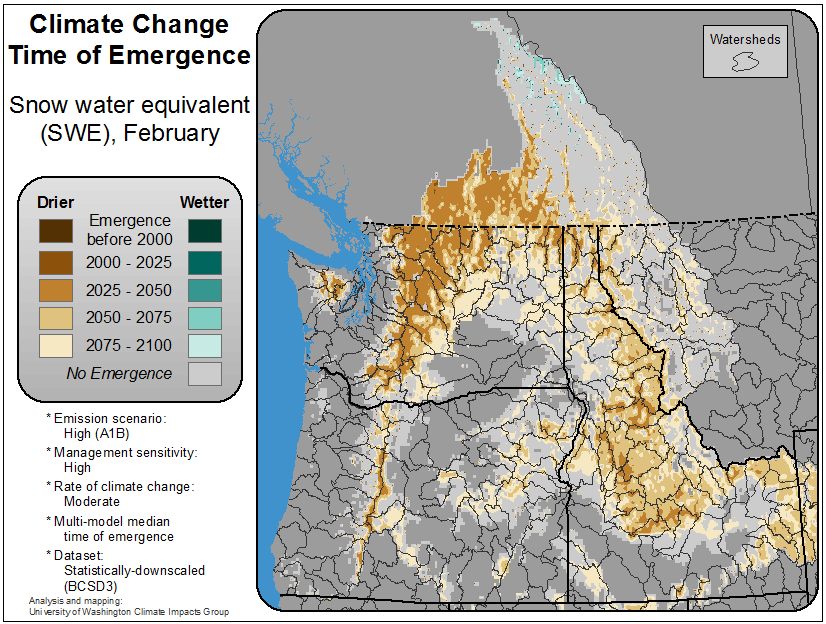 Climate Change
Time of Emergence
Snow water equivalent
(SWE), February
Drier
Wetter
Emergence
before 2000
2000 - 2025
2025 - 2050
2050 - 2075
2075 - 2100
No Emergence
* Emission scenario:
High (A1B)
* Management sensitivity:
High
* Rate of climate change:
Moderate
* Multi-model median
time of emergence
* Dataset:
Statistically-downscaled
(BCSD3)
Analysis and mapping:
University of Washington Climate Impacts Group
Watersheds